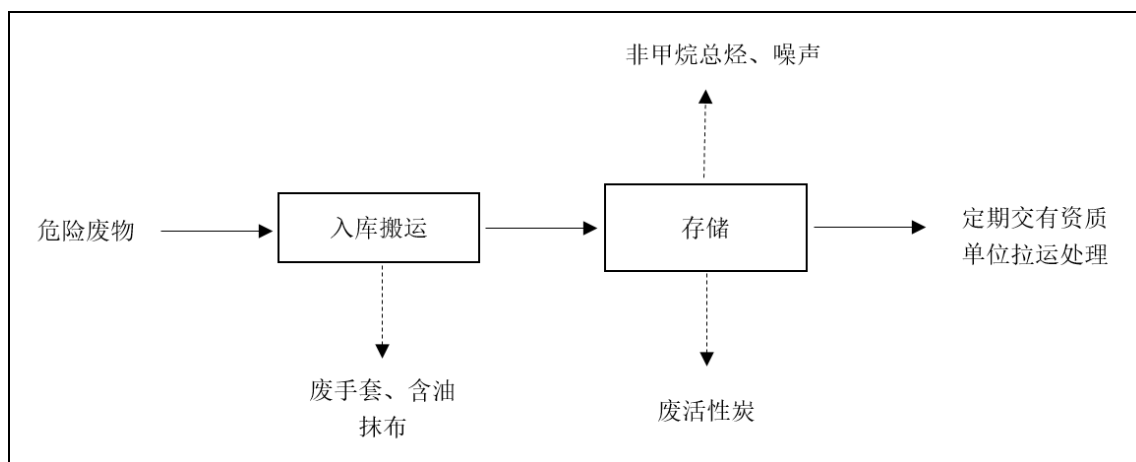 非甲烷总烃、噪声
危险废物
入库搬运
存储
定期交有资质
单位拉运处理
废手套、含油
抹布
废活性炭